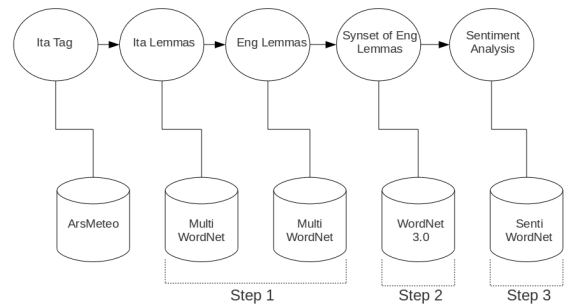 Ita Tag
Ita Lemmas
Eng Lemmas
Synset of Eng
Lemmas
Sentiment
Analysis
ArsMeteo
Multi
WordNet
Multi
WordNet
WordNet
3.0
Senti
WordNet
Step 1
Step 2
Step 3